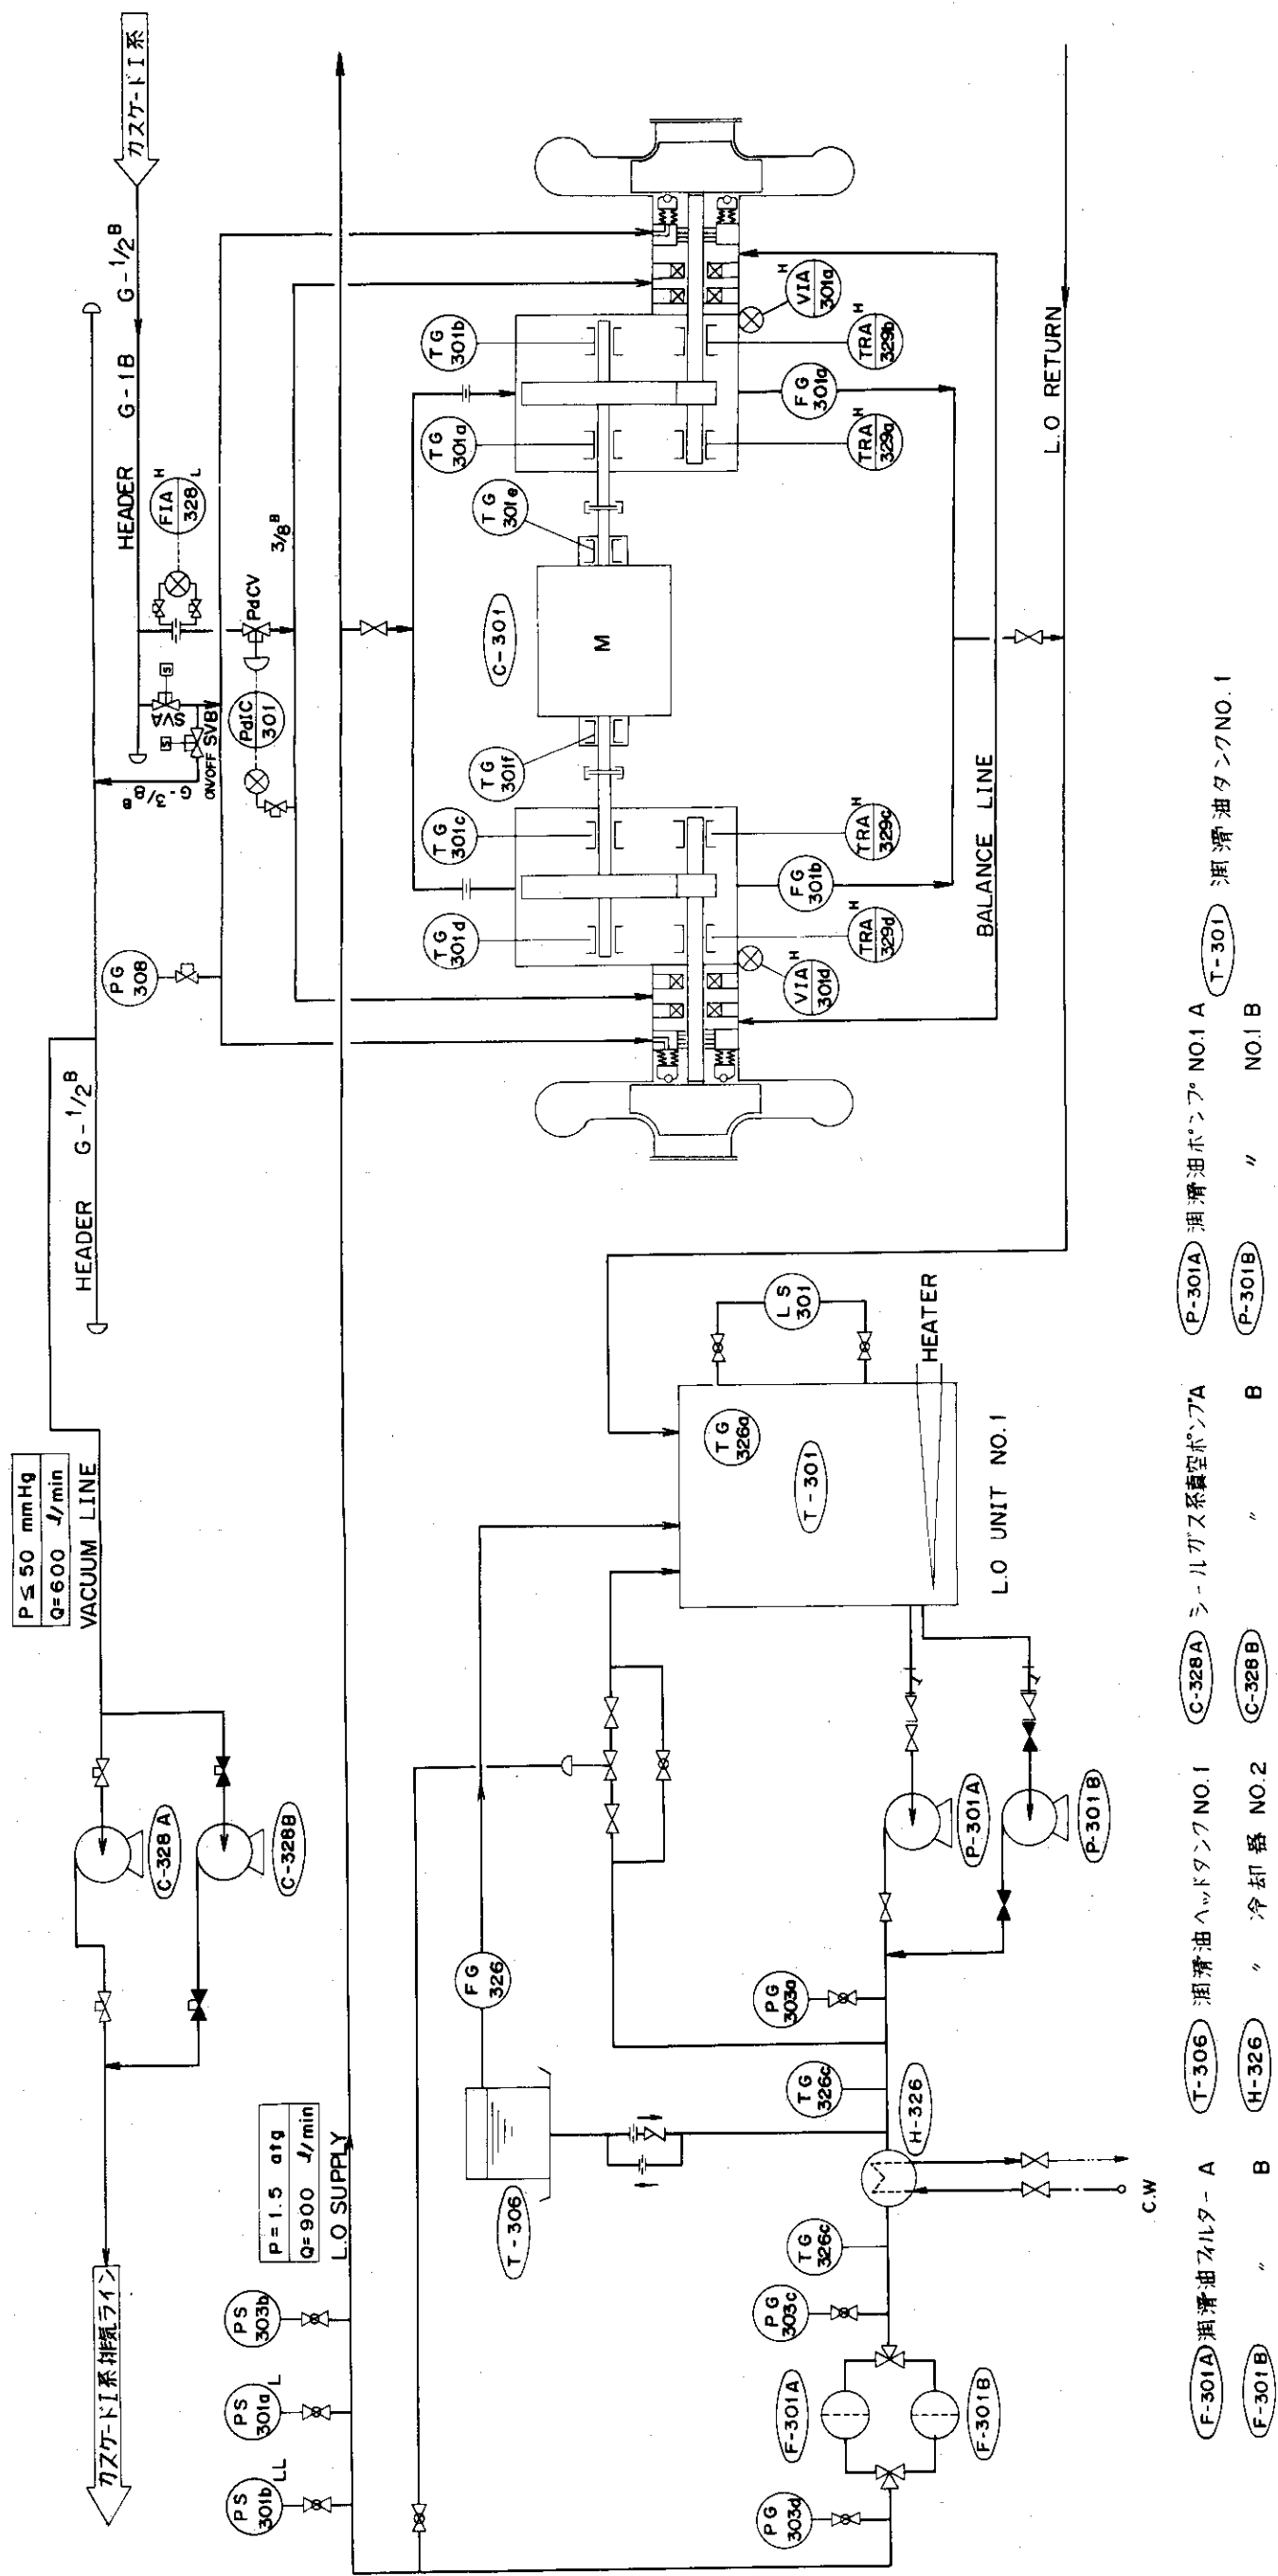 カスケードI系排気ライン
P≦50 mmHg
Q=600 ℓ/min
VACUUM LINE
HEADER G-1/2B
HEADER G-1B G-1/2B
カスケードI系
C-328A
C-328B
PG 308
G-3/8B
ON/OFF SVB
SVA
S
S
FIA 328
H
L
PdCV
PdIC 301
3/8B
PS 301b LL
PS 301a L
PS 303b
P=1.5 atg
Q=900 ℓ/min
L.O SUPPLY
T-306
FG 326
TG 301d
TG 301c
TG 301f
C-301
M
TG 301e
TG 301a
TG 301b
VIA 301d
H
TRA 329d
H
FG 301b
TRA 329c
H
TRA 329a
H
FG 301a
TRA 329b
H
VIA 301a
H
BALANCE LINE
L.O RETURN
PG 303d
F-301A
F-301B
PG 303c
TG 326c
H-326
C.W
TG 326c
PG 303a
P-301A
P-301B
TG 326a
T-301
LS 301
HEATER
L.O UNIT NO.1
F-301A 潤滑油フィルター A
F-301B 〃 B
T-306 潤滑油ヘッドタンク NO.1
H-326 〃 冷却器 NO.2
C-328A シールガス系真空ポンプA
C-328B 〃 B
P-301A 潤滑油ポンプ NO.1 A
P-301B 〃 NO.1 B
T-301 潤滑油タンク NO.1